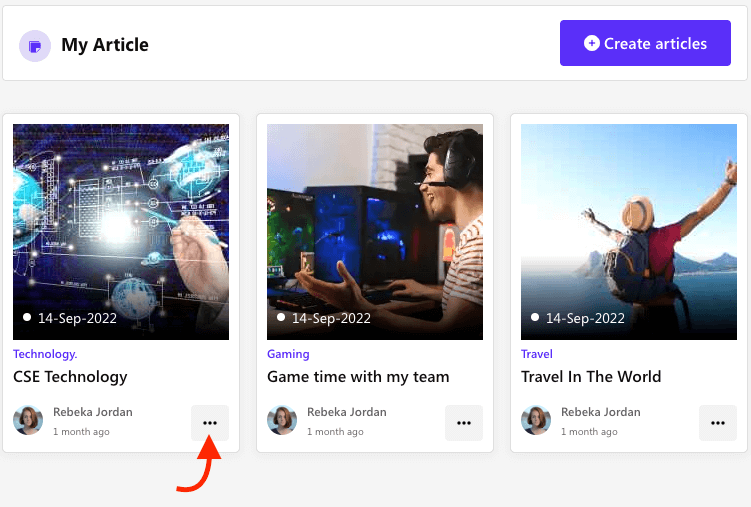 My Article
Create articles
14-Sep-2022
Technology.
CSE Technology
Rebeka Jordan
1 month ago
14-Sep-2022
Gaming
Game time with my team
Rebeka Jordan
1 month ago
14-Sep-2022
Travel
Travel In The World
Rebeka Jordan
1 month ago